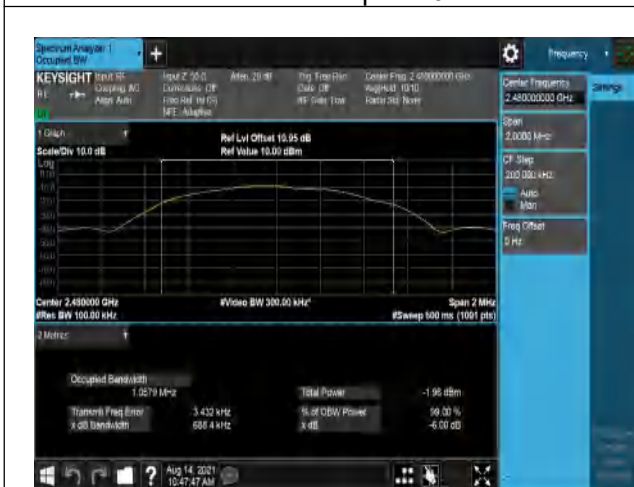 Spectrum Analyzer 1
Occupied BW
Frequency
KEYSIGHT Input RF
Coupling AC
Align Auto
Input Z 50 Ω
Corrections Off
Freq Ref Int (S)
NFE Adaptive
Atten 20 dB
Trig Free Run
Gate Off
#IF Gain Low
Center Freq 2.480000000 GHz
Avg|Hold 10/10
Radio Std None
Center Frequency
2.480000000 GHz
Settings
Span
2.0000 MHz
CF Step
200.000 kHz
Auto
Man
Freq Offset
0 Hz
1 Graph
Scale/Div 10.0 dB
Ref Lvl Offset 10.95 dB
Ref Value 10.00 dBm
Log
Center 2.480000 GHz
#Video BW 300.00 kHz*
Span 2 MHz
#Res BW 100.00 kHz
#Sweep 500 ms (1001 pts)
2 Metrics
Occupied Bandwidth
1.0579 MHz
Total Power
-1.96 dBm
Transmit Freq Error
3.432 kHz
% of OBW Power
99.00 %
x dB Bandwidth
688.4 kHz
x dB
-6.00 dB
?
Aug 14, 2021
10:47:47 AM